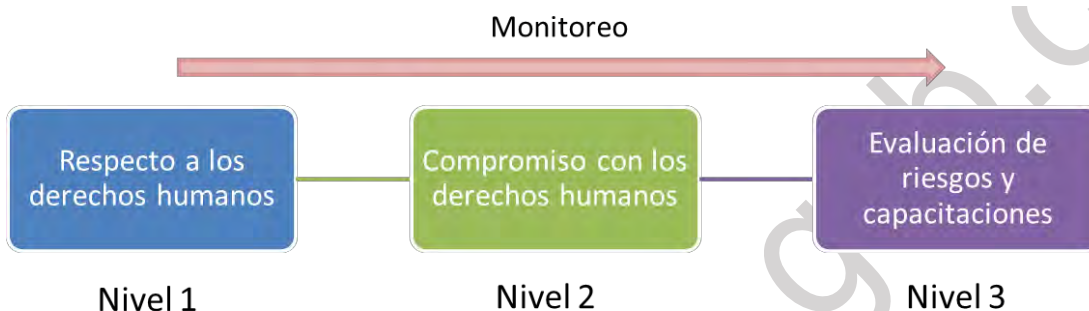 Monitoreo
Respecto a los
derechos humanos
Compromiso con los
derechos humanos
Evaluación de
riesgos y
capacitaciones
Nivel 1
Nivel 2
Nivel 3